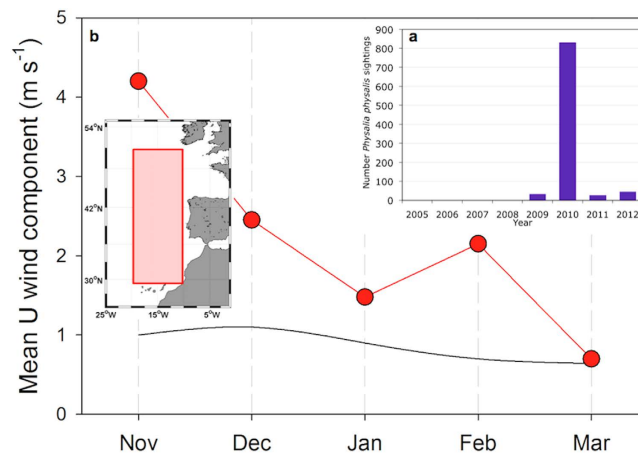 b
a
Mean U wind component (m s⁻¹)
5
4
3
2
1
0
Nov Dec Jan Feb Mar
54°N
42°N
30°N
25°W 15°W 5°W
Number Physalia physalis sightings
900
800
700
600
500
400
300
200
100
0
2005 2006 2007 2008 2009 2010 2011 2012
Year